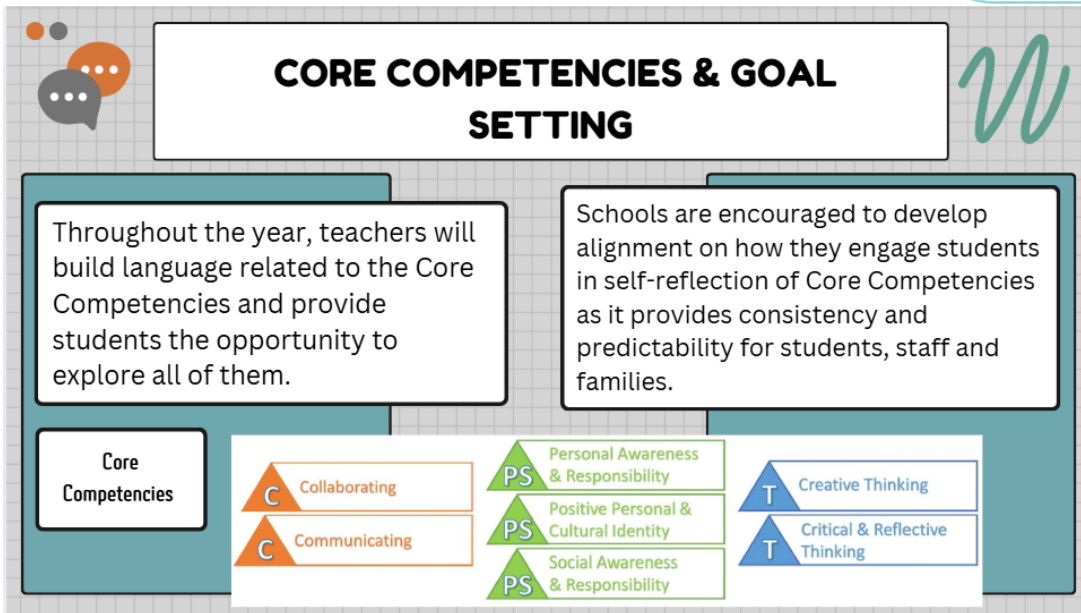 CORE COMPETENCIES & GOAL
SETTING
Throughout the year, teachers will
build language related to the Core
Competencies and provide
students the opportunity to
explore all of them.
Schools are encouraged to develop
alignment on how they engage students
in self-reflection of Core Competencies
as it provides consistency and
predictability for students, staff and
families.
Core
Competencies
C Collaborating
C Communicating
PS Personal Awareness
& Responsibility
PS Positive Personal &
Cultural Identity
PS Social Awareness
& Responsibility
T Creative Thinking
T Critical & Reflective
Thinking